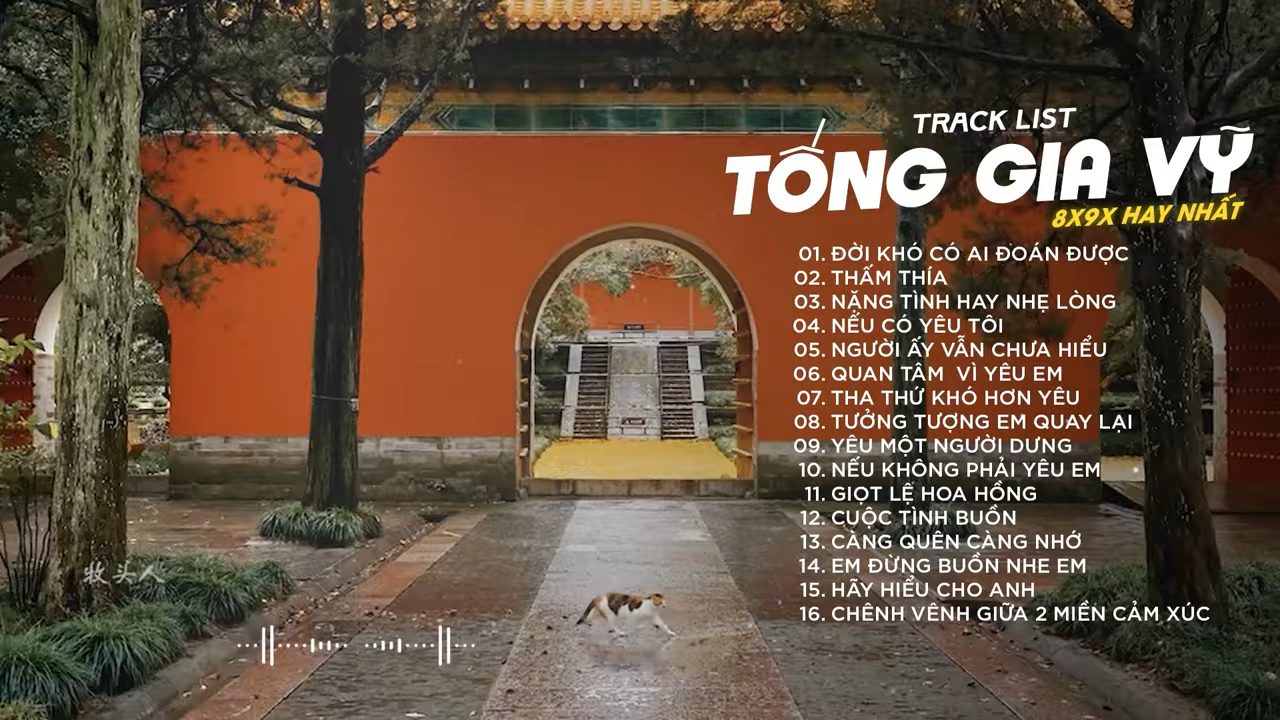 TRACK LIST
TỐNG GIA VỸ
8X9X HAY NHẤT
01. ĐỜI KHÓ CÓ AI ĐOÁN ĐƯỢC
02. THẤM THÍA
03. NẶNG TÌNH HAY NHẸ LÒNG
04. NẾU CÓ YÊU TÔI
05. NGƯỜI ẤY VẪN CHƯA HIỂU
06. QUAN TÂM  VÌ YÊU EM
07. THA THỨ KHÓ HƠN YÊU
08. TƯỞNG TƯỢNG EM QUAY LẠI
09. YÊU MỘT NGƯỜI DƯNG
10. NẾU KHÔNG PHẢI YÊU EM
11. GIỌT LỆ HOA HỒNG
12. CUỘC TÌNH BUỒN
13. CÀNG QUÊN CÀNG NHỚ
14. EM ĐỪNG BUỒN NHE EM
15. HÃY HIỂU CHO ANH
16. CHÊNH VÊNH GIỮA 2 MIỀN CẢM XÚC
牧头人